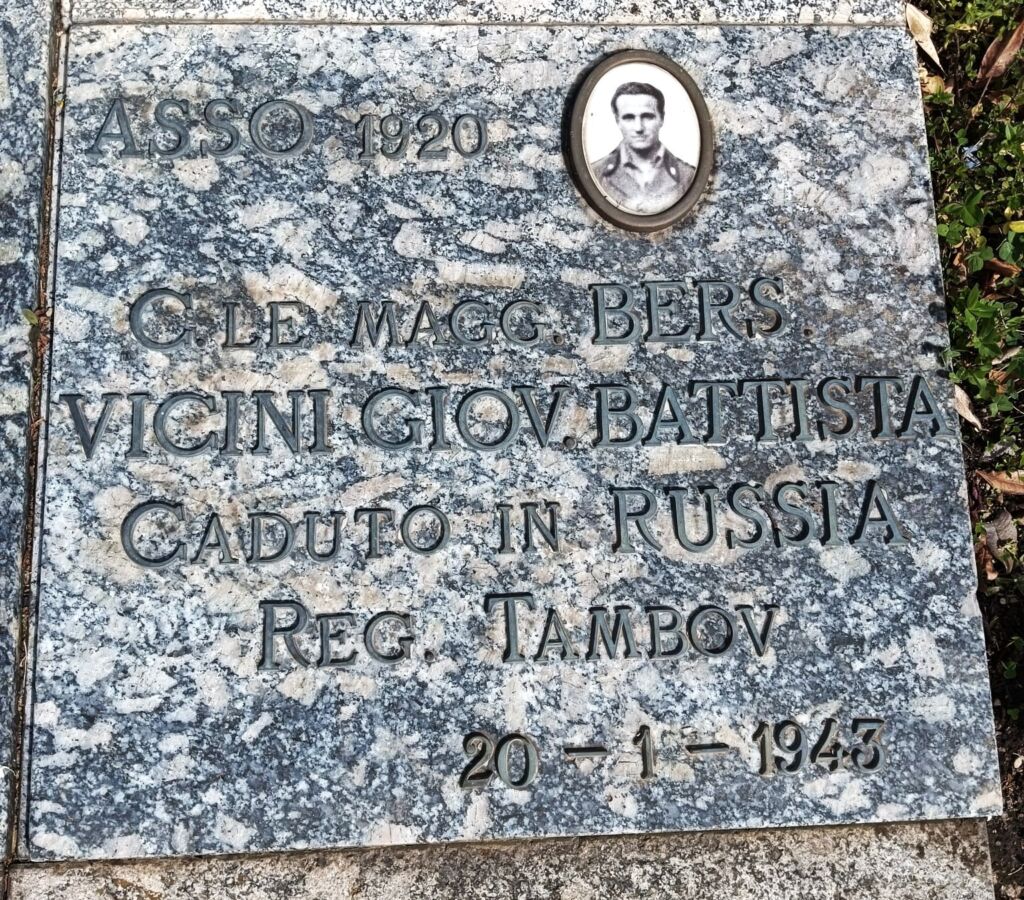 ASSO 1920
C.LE MAGG. BERS.
VICINI GIOV. BATTISTA
CADUTO IN RUSSIA
REG. TAMBOV
20 - 1 - 1943